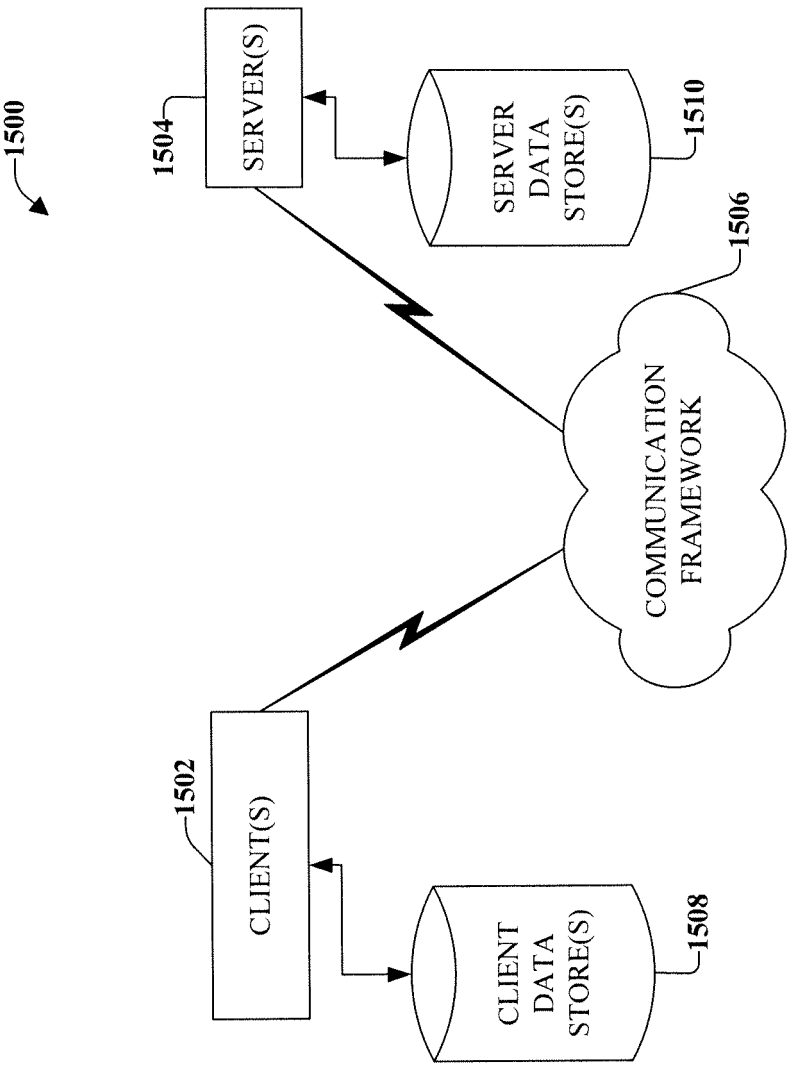 1500
1502
CLIENT(S)
1504
SERVER(S)
CLIENT
DATA
STORE(S)
1508
COMMUNICATION
FRAMEWORK
1506
SERVER
DATA
STORE(S)
1510